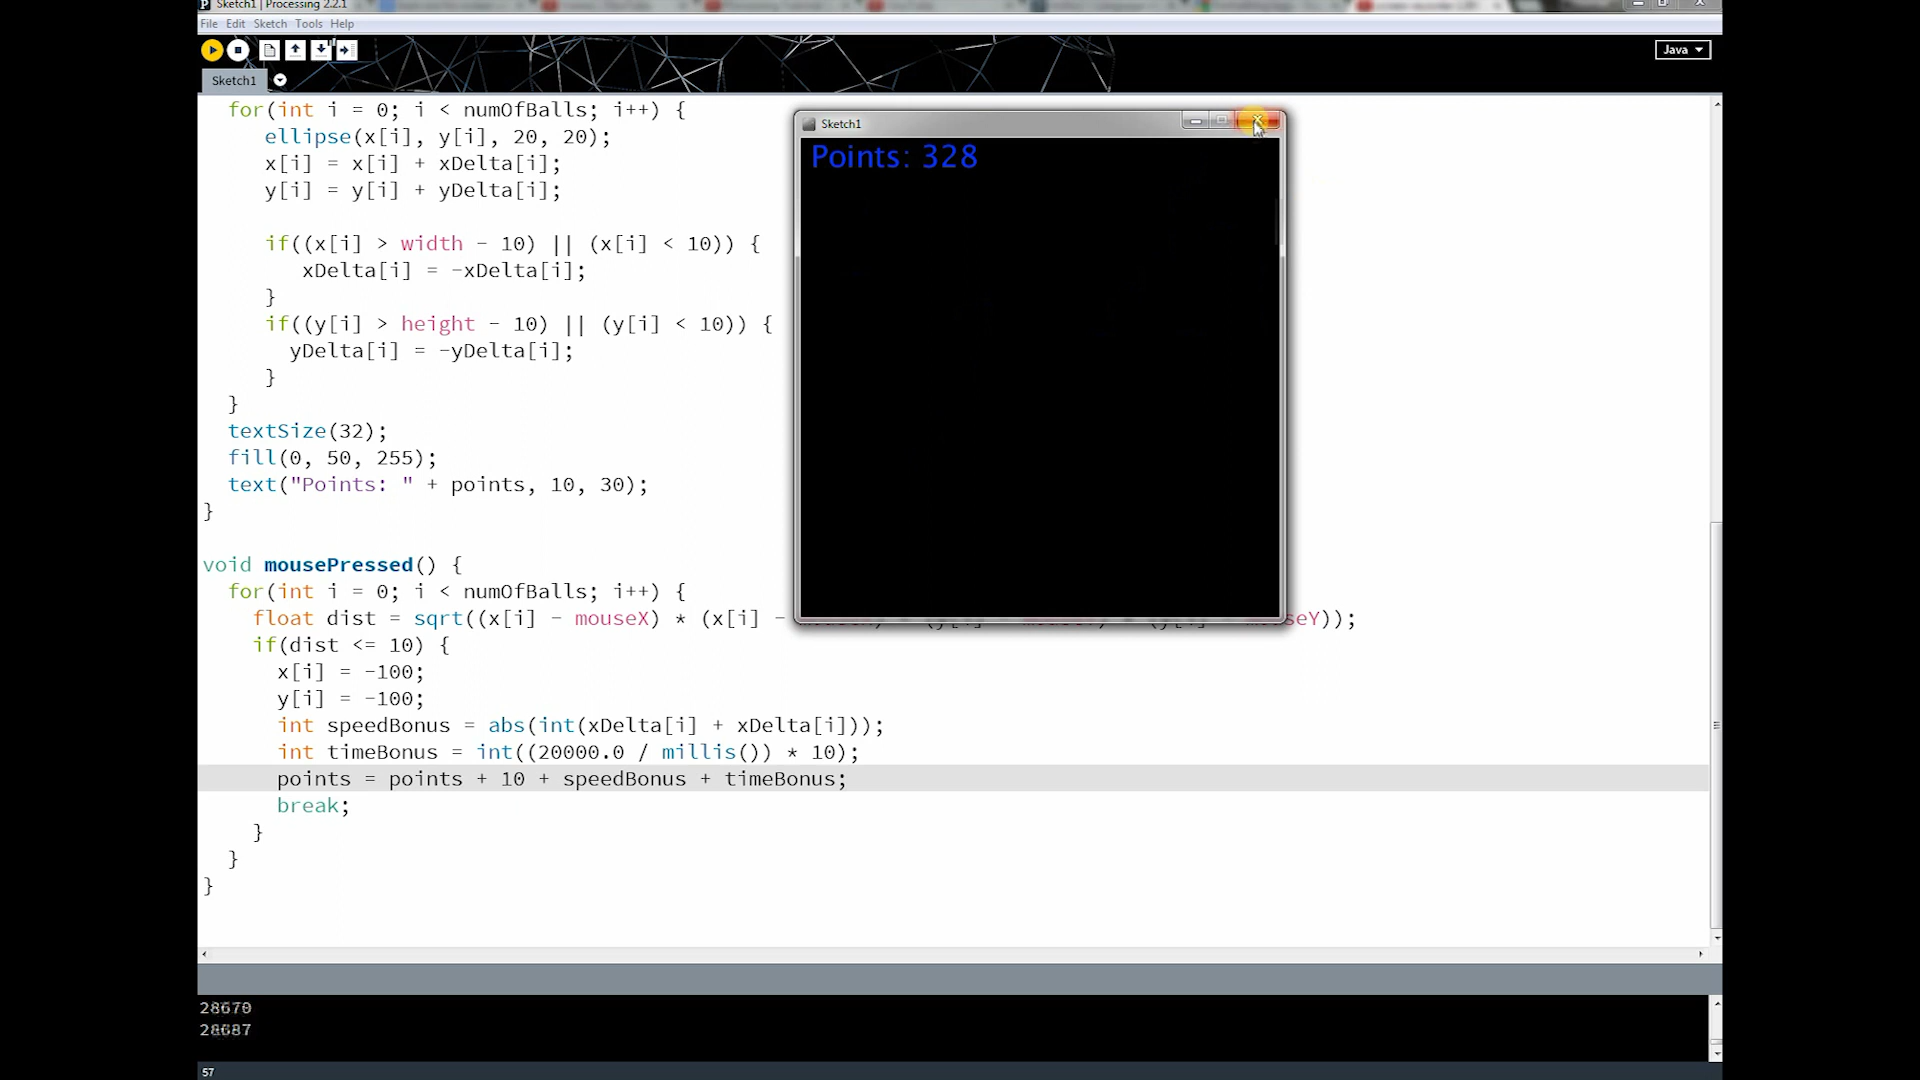 Sketch1 | Processing 2.2.1
File Edit Sketch Tools Help
Java
Sketch1
for(int i = 0; i < numOfBalls; i++) {
ellipse(x[i], y[i], 20, 20);
x[i] = x[i] + xDelta[i];
y[i] = y[i] + yDelta[i];
if((x[i] > width - 10) || (x[i] < 10)) {
xDelta[i] = -xDelta[i];
}
if((y[i] > height - 10) || (y[i] < 10)) {
yDelta[i] = -yDelta[i];
}
}
textSize(32);
fill(0, 50, 255);
text("Points: " + points, 10, 30);
}
void mousePressed() {
for(int i = 0; i < numOfBalls; i++) {
float dist = sqrt((x[i] - mouseX) * (x[i] - seY));
if(dist <= 10) {
x[i] = -100;
y[i] = -100;
int speedBonus = abs(int(xDelta[i] + xDelta[i]));
int timeBonus = int((20000.0 / millis()) * 10);
points = points + 10 + speedBonus + timeBonus;
break;
}
}
}
Sketch1
Points: 328
28670
28687
57